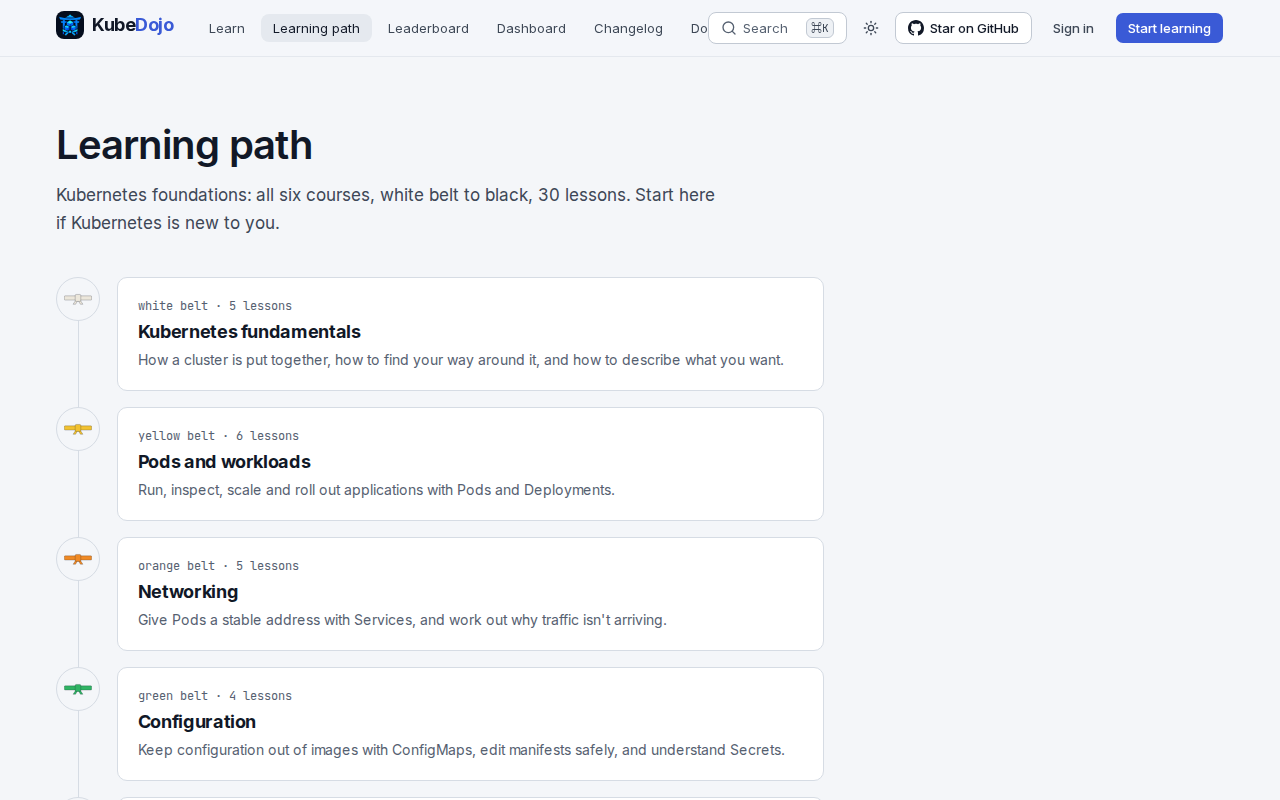 KubeDojo
Learn
Learning path
Leaderboard
Dashboard
Changelog
Do
Search
⌘K
Star on GitHub
Sign in
Start learning
Learning path
Kubernetes foundations: all six courses, white belt to black, 30 lessons. Start here
if Kubernetes is new to you.
white belt · 5 lessons
Kubernetes fundamentals
How a cluster is put together, how to find your way around it, and how to describe what you want.
yellow belt · 6 lessons
Pods and workloads
Run, inspect, scale and roll out applications with Pods and Deployments.
orange belt · 5 lessons
Networking
Give Pods a stable address with Services, and work out why traffic isn't arriving.
green belt · 4 lessons
Configuration
Keep configuration out of images with ConfigMaps, edit manifests safely, and understand Secrets.